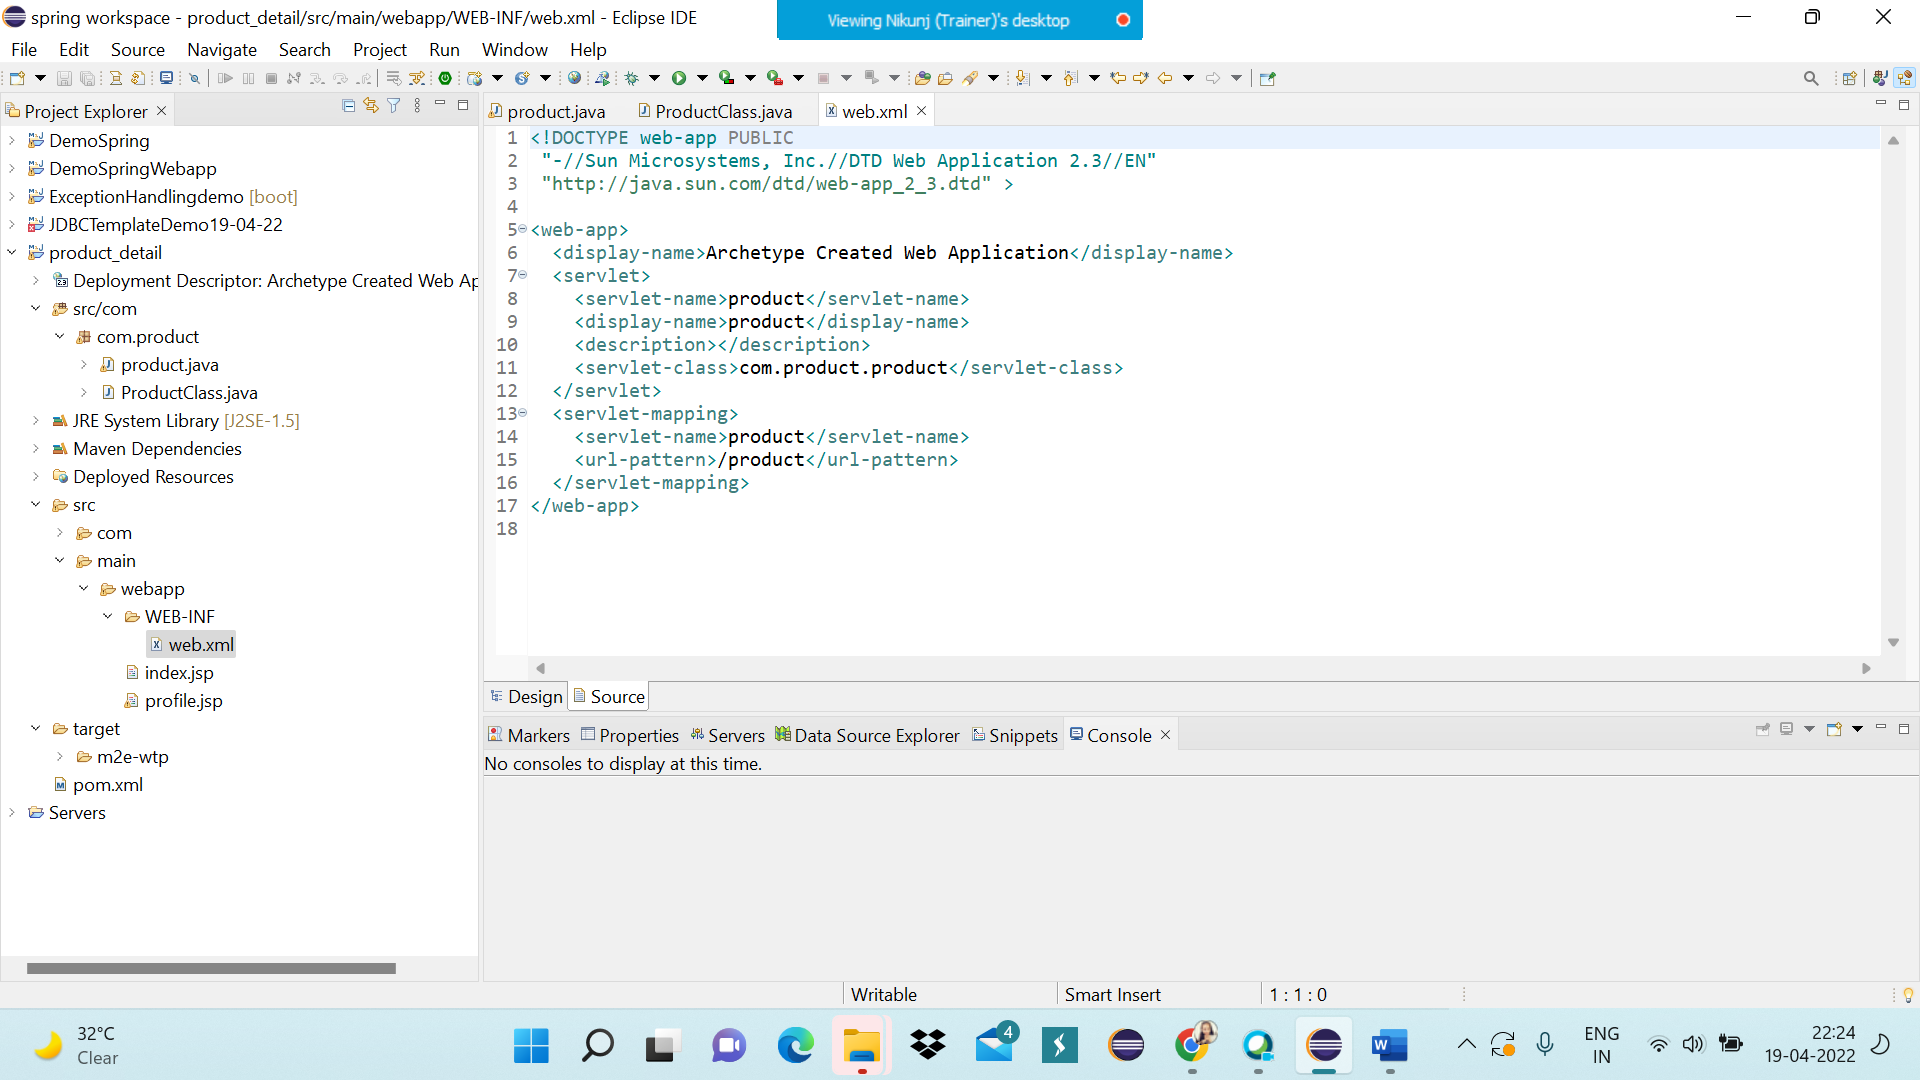 spring workspace - product_detail/src/main/webapp/WEB-INF/web.xml - Eclipse IDE
Viewing Nikunj (Trainer)'s desktop
File Edit Source Navigate Search Project Run Window Help
Project Explorer
DemoSpring
DemoSpringWebapp
ExceptionHandlingdemo [boot]
JDBCTemplateDemo19-04-22
product_detail
Deployment Descriptor: Archetype Created Web Ap
src/com
com.product
product.java
ProductClass.java
JRE System Library [J2SE-1.5]
Maven Dependencies
Deployed Resources
src
com
main
webapp
WEB-INF
web.xml
index.jsp
profile.jsp
target
m2e-wtp
pom.xml
Servers
product.java ProductClass.java web.xml
1 <!DOCTYPE web-app PUBLIC
2 "-//Sun Microsystems, Inc.//DTD Web Application 2.3//EN"
3 "http://java.sun.com/dtd/web-app_2_3.dtd" >
4
5 <web-app>
6 <display-name>Archetype Created Web Application</display-name>
7 <servlet>
8 <servlet-name>product</servlet-name>
9 <display-name>product</display-name>
10 <description></description>
11 <servlet-class>com.product.product</servlet-class>
12 </servlet>
13 <servlet-mapping>
14 <servlet-name>product</servlet-name>
15 <url-pattern>/product</url-pattern>
16 </servlet-mapping>
17 </web-app>
18
Design Source
Markers Properties Servers Data Source Explorer Snippets Console
No consoles to display at this time.
Writable Smart Insert 1 : 1 : 0
32°C
Clear
4
ENG
IN
22:24
19-04-2022